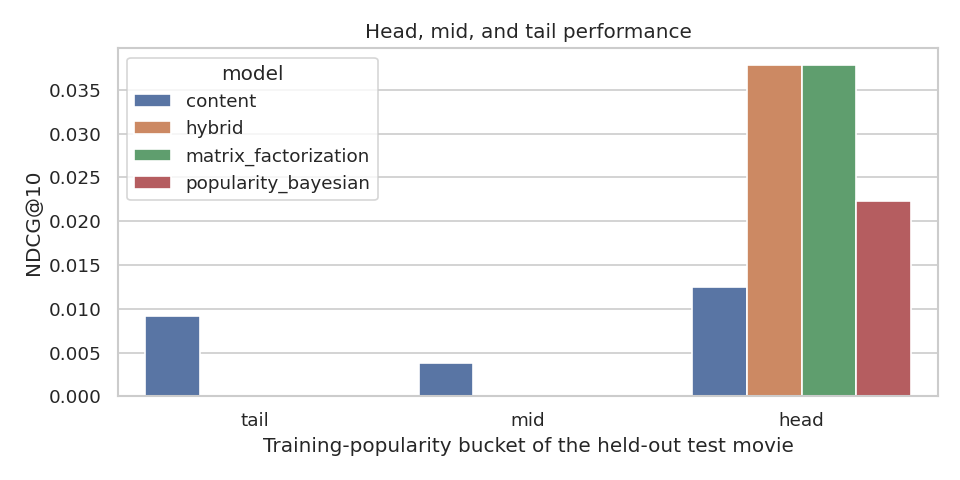 Head, mid, and tail performance
model
content
hybrid
matrix_factorization
popularity_bayesian
NDCG@10
0.035
0.030
0.025
0.020
0.015
0.010
0.005
0.000
tail mid head
Training-popularity bucket of the held-out test movie